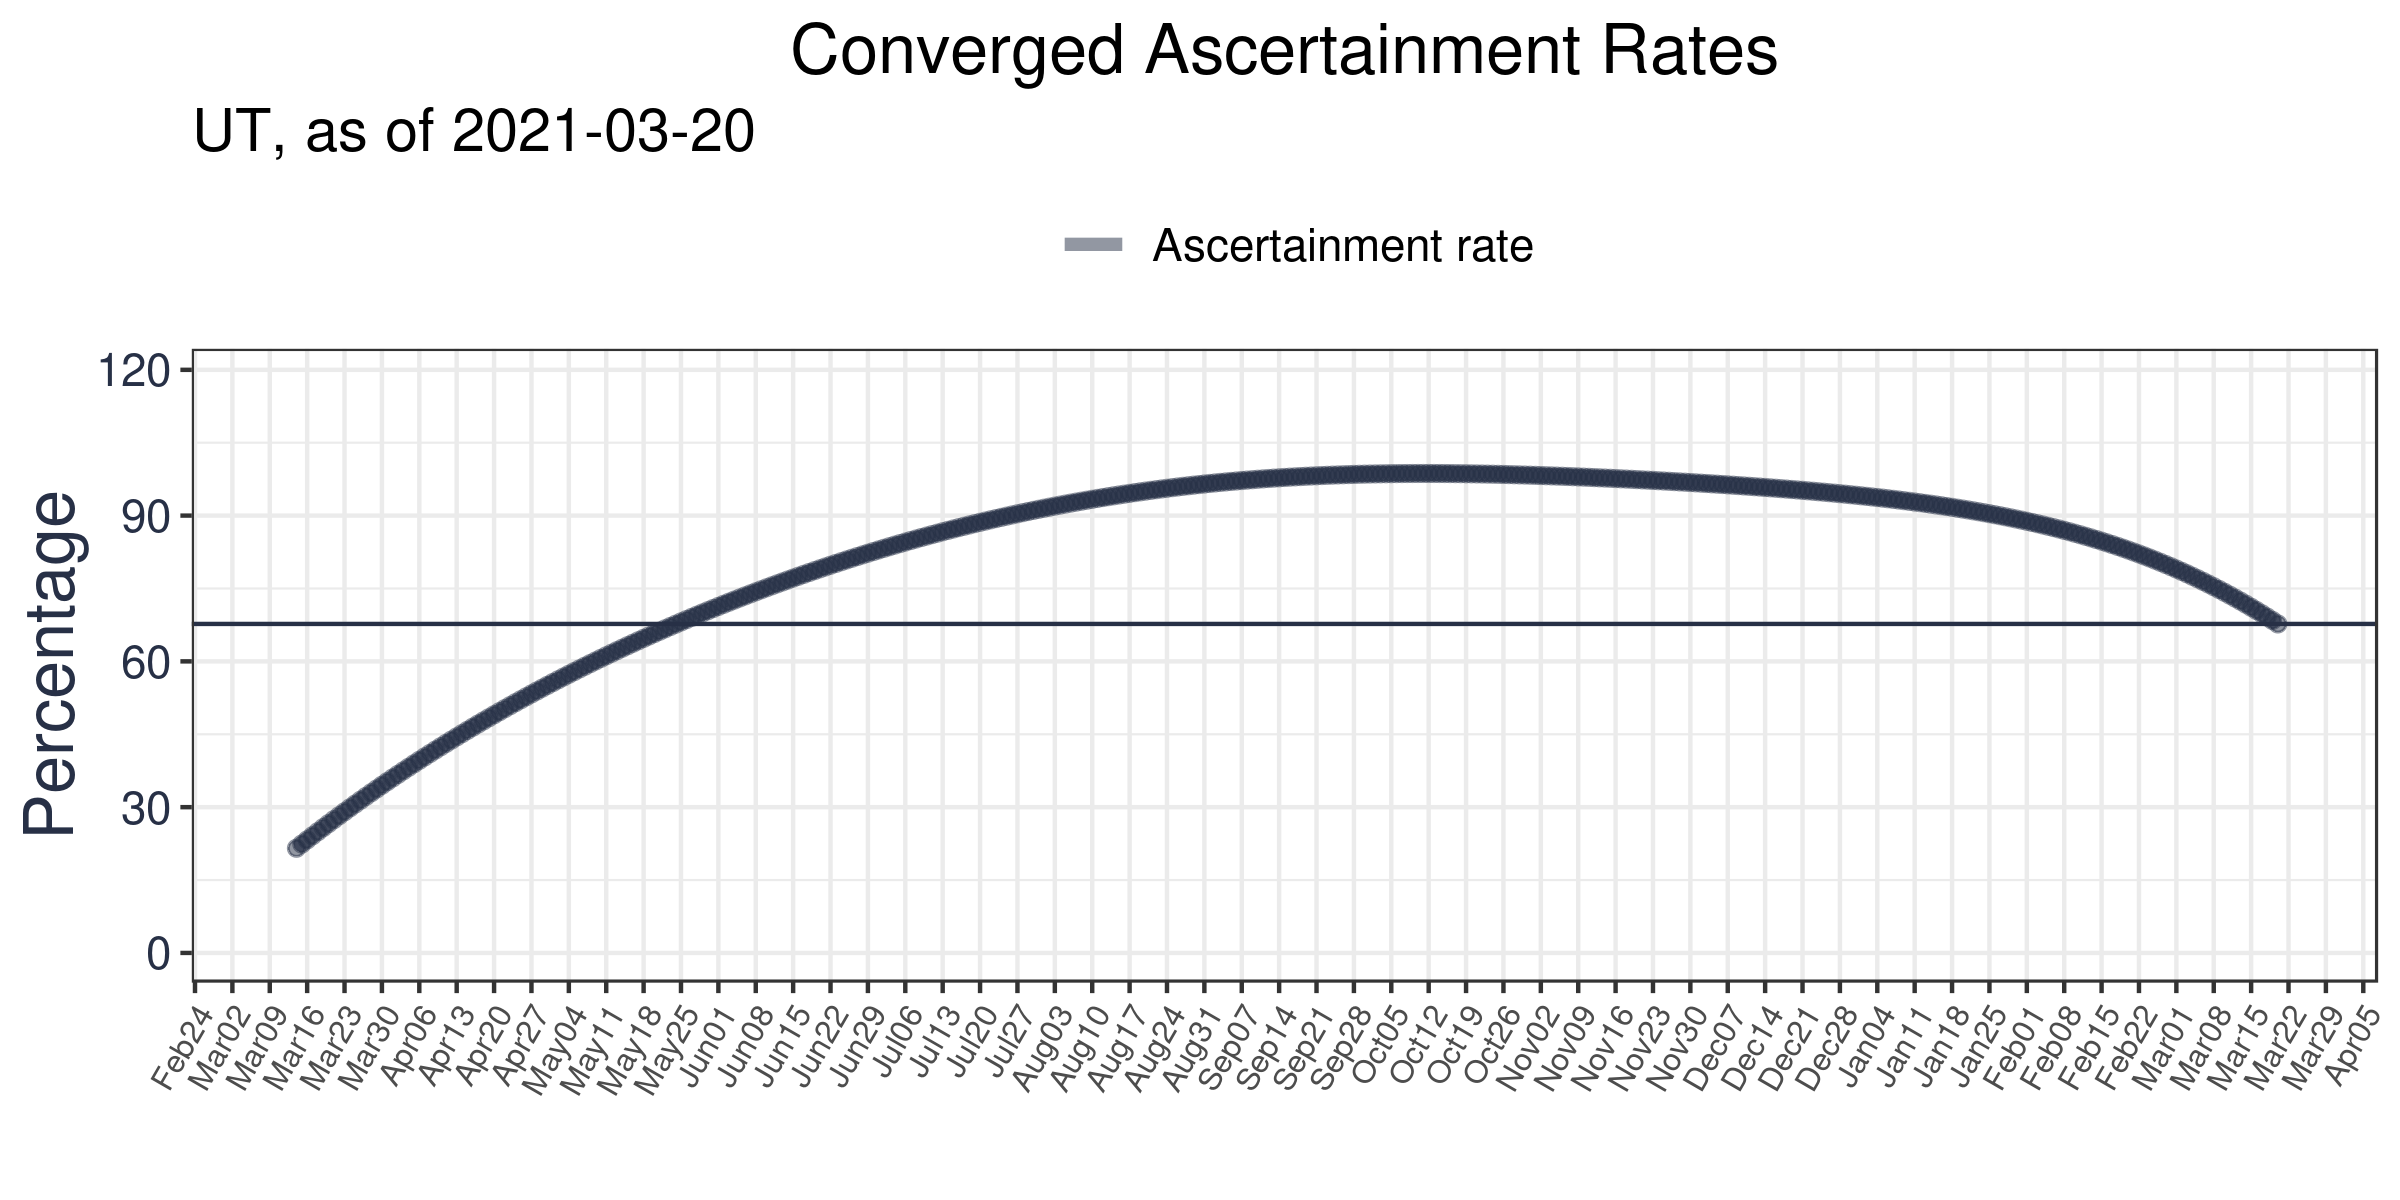 Converged Ascertainment Rates
UT, as of 2021-03-20
Ascertainment rate
Percentage
120
90
60
30
0
Feb24 Mar02 Mar09 Mar16 Mar23 Mar30 Apr06 Apr13 Apr20 Apr27 May04 May11 May18 May25 Jun01 Jun08 Jun15 Jun22 Jun29 Jul06 Jul13 Jul20 Jul27 Aug03 Aug10 Aug17 Aug24 Aug31 Sep07 Sep14 Sep21 Sep28 Oct05 Oct12 Oct19 Oct26 Nov02 Nov09 Nov16 Nov23 Nov30 Dec07 Dec14 Dec21 Dec28 Jan04 Jan11 Jan18 Jan25 Feb01 Feb08 Feb15 Feb22 Mar01 Mar08 Mar15 Mar22 Mar29 Apr05